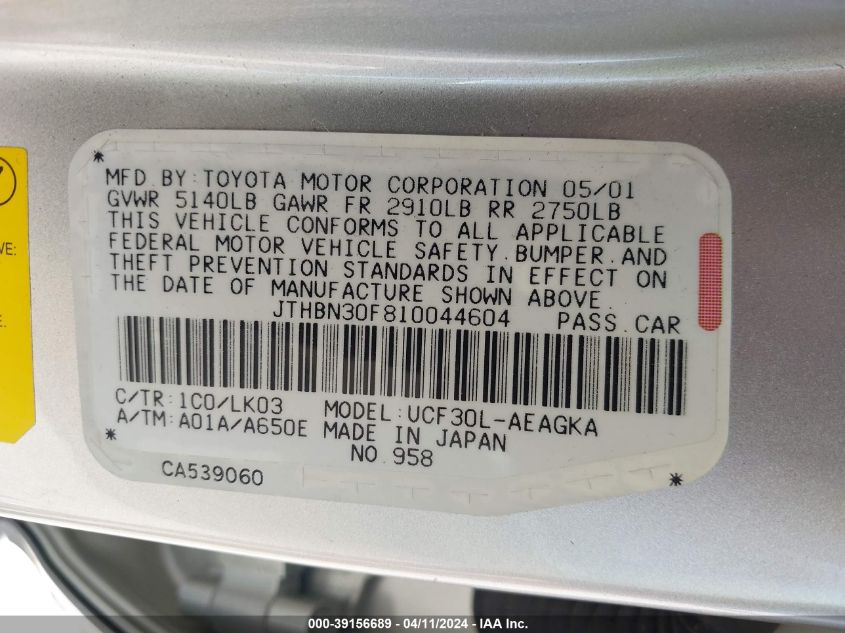 MFD BY: TOYOTA MOTOR CORPORATION 05/01
GVWR 5140LB GAWR FR 2910LB RR 2750LB
THIS VEHICLE CONFORMS TO ALL APPLICABLE
FEDERAL MOTOR VEHICLE SAFETY. BUMPER. AND
THEFT PREVENTION STANDARDS IN EFFECT ON
THE DATE OF MANUFACTURE SHOWN ABOVE.
JTHBN30F810044604 PASS. CAR
C/TR: 1C0/LK03 MODEL: UCF30L-AEAGKA
A/TM: A01A/A650E MADE IN JAPAN
NO. 958
CA539060
WE:
E.
000-39156689 - 04/11/2024 - IAA Inc.